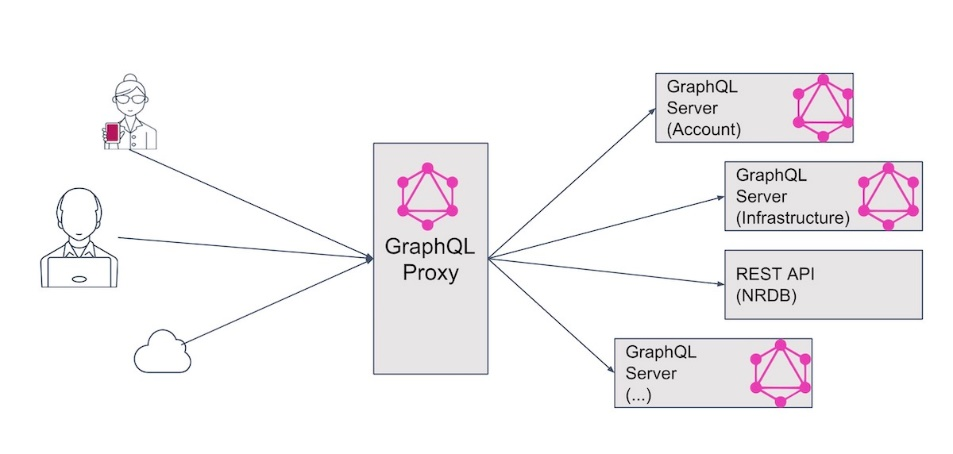 GraphQL
Server
(Account)
GraphQL
Server
(Infrastructure)
GraphQL
Proxy
REST API
(NRDB)
GraphQL
Server
(...)